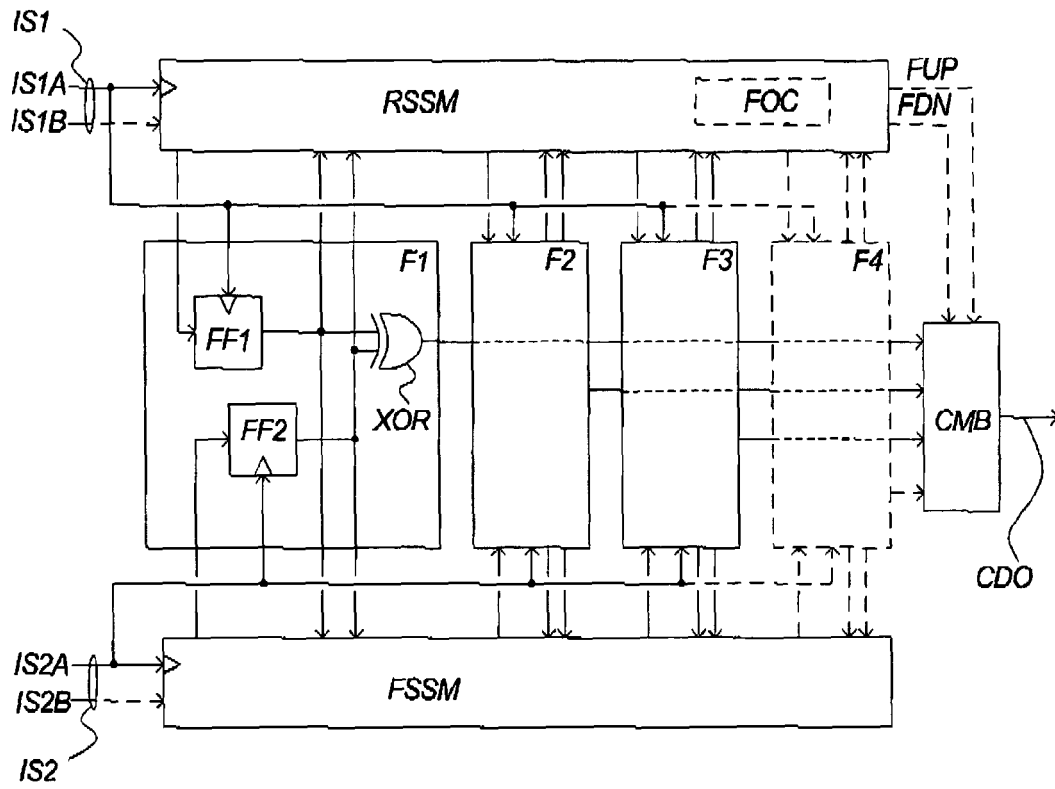 IS1
IS1A
IS1B
RSSM
FOC
FUP
FDN
F1
F2
F3
F4
FF1
XOR
FF2
CMB
CDO
IS2A
IS2B
FSSM
IS2